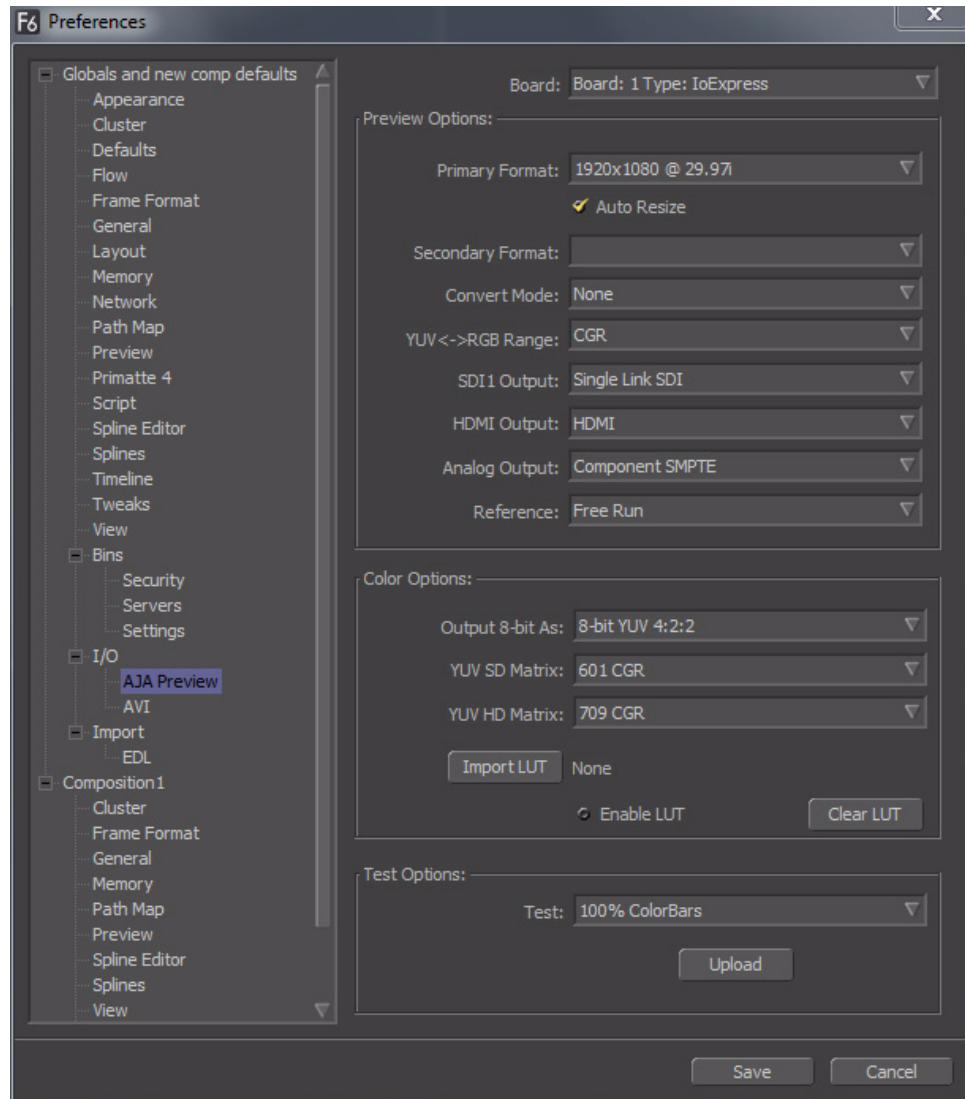 F6 Preferences
X
Globals and new comp defaults
Appearance
Cluster
Defaults
Flow
Frame Format
General
Layout
Memory
Network
Path Map
Preview
Primatte 4
Script
Spline Editor
Splines
Timeline
Tweaks
View
Bins
Security
Servers
Settings
I/O
AJA Preview
AVI
Import
EDL
Composition1
Cluster
Frame Format
General
Memory
Path Map
Preview
Spline Editor
Splines
View
Board: Board: 1 Type: IoExpress
Preview Options:
Primary Format: 1920x1080 @ 29.97i
Auto Resize
Secondary Format:
Convert Mode: None
YUV<->RGB Range: CGR
SDI1 Output: Single Link SDI
HDMI Output: HDMI
Analog Output: Component SMPTE
Reference: Free Run
Color Options:
Output 8-bit As: 8-bit YUV 4:2:2
YUV SD Matrix: 601 CGR
YUV HD Matrix: 709 CGR
Import LUT None
Enable LUT Clear LUT
Test Options:
Test: 100% ColorBars
Upload
Save Cancel